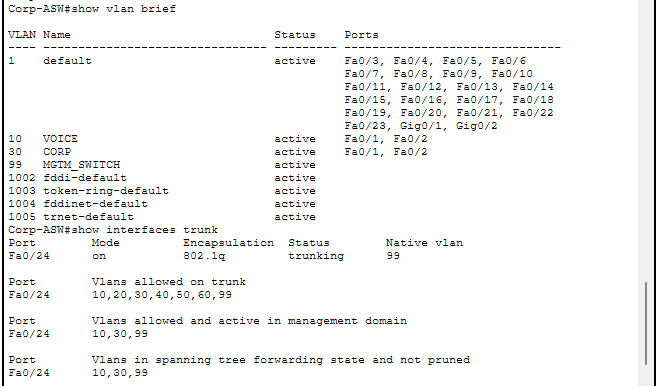 Corp-ASW#show vlan brief
VLAN Name                             Status    Ports
---- -------------------------------- --------- -------------------------------
1    default                          active    Fa0/3, Fa0/4, Fa0/5, Fa0/6
                                                Fa0/7, Fa0/8, Fa0/9, Fa0/10
                                                Fa0/11, Fa0/12, Fa0/13, Fa0/14
                                                Fa0/15, Fa0/16, Fa0/17, Fa0/18
                                                Fa0/19, Fa0/20, Fa0/21, Fa0/22
                                                Fa0/23, Gig0/1, Gig0/2
10   VOICE                            active    Fa0/1, Fa0/2
30   CORP                             active    Fa0/1, Fa0/2
99   MGTM_SWITCH                      active
1002 fddi-default                     active
1003 token-ring-default               active
1004 fddinet-default                  active
1005 trnet-default                    active
Corp-ASW#show interfaces trunk
Port        Mode         Encapsulation  Status        Native vlan
Fa0/24      on           802.1q         trunking      99
Port        Vlans allowed on trunk
Fa0/24      10,20,30,40,50,60,99
Port        Vlans allowed and active in management domain
Fa0/24      10,30,99
Port        Vlans in spanning tree forwarding state and not pruned
Fa0/24      10,30,99